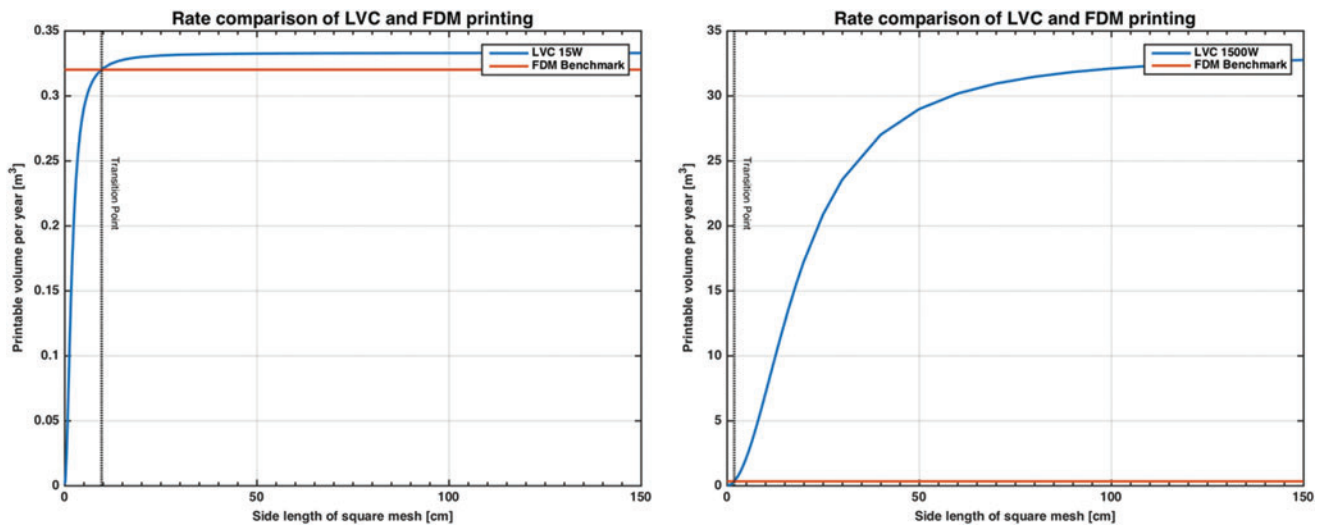 Rate comparison of LVC and FDM printing
0.35
0.3
0.25
0.2
0.15
0.1
0.05
0
Printable volume per year [m³]
LVC 15W
FDM Benchmark
Transition Point
0
50
100
150
Side length of square mesh [cm]
Rate comparison of LVC and FDM printing
35
30
25
20
15
10
5
0
Printable volume per year [m³]
LVC 1500W
FDM Benchmark
Transition Point
0
50
100
150
Side length of square mesh [cm]